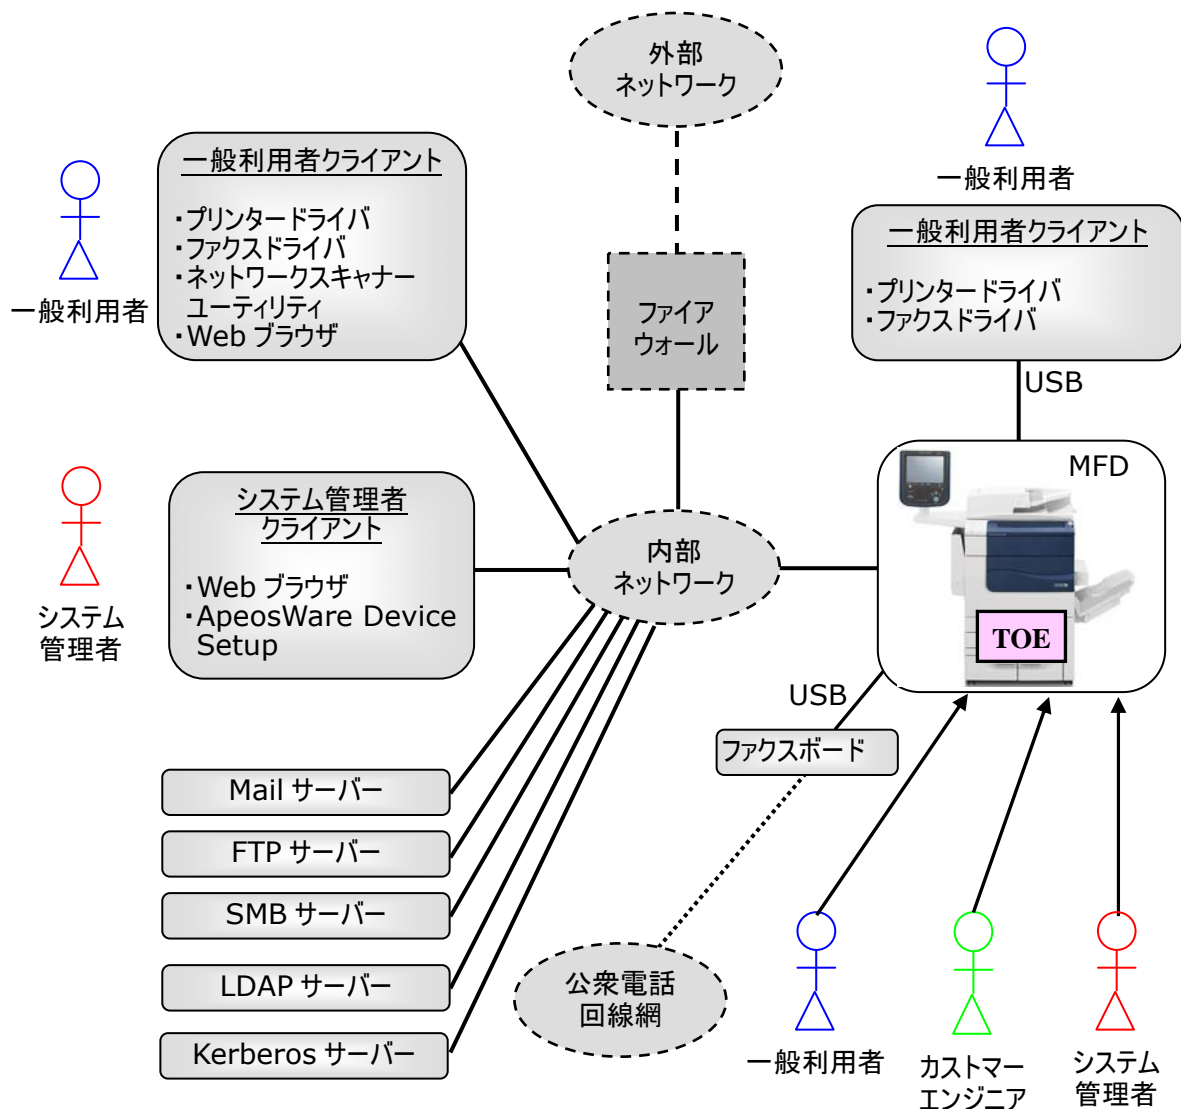 外部
ネットワーク
一般利用者
一般利用者クライアント
・プリンタードライバ
・ファクスドライバ
・ネットワークスキャナー
ユーティリティ
・Web ブラウザ
一般利用者
一般利用者クライアント
・プリンタードライバ
・ファクスドライバ
ファイア
ウォール
USB
MFD
TOE
システム管理者
クライアント
・Web ブラウザ
・ApeosWare Device
Setup
システム
管理者
内部
ネットワーク
USB
ファクスボード
Mail サーバー
FTP サーバー
SMB サーバー
LDAP サーバー
Kerberos サーバー
公衆電話
回線網
一般利用者
カストマー
エンジニア
システム
管理者